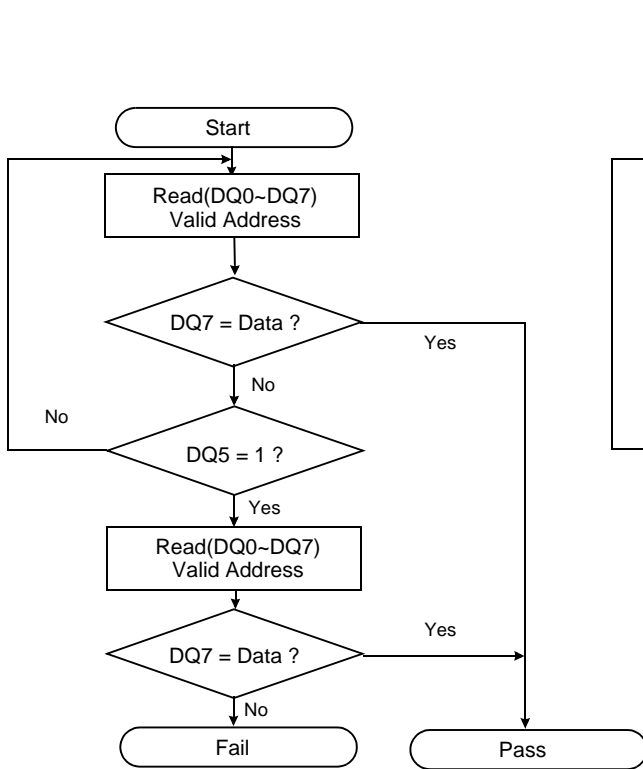 Start
Read(DQ0~DQ7)
Valid Address
DQ7 = Data ?
Yes
No
No
DQ5 = 1 ?
Yes
Read(DQ0~DQ7)
Valid Address
Yes
DQ7 = Data ?
No
Fail
Pass